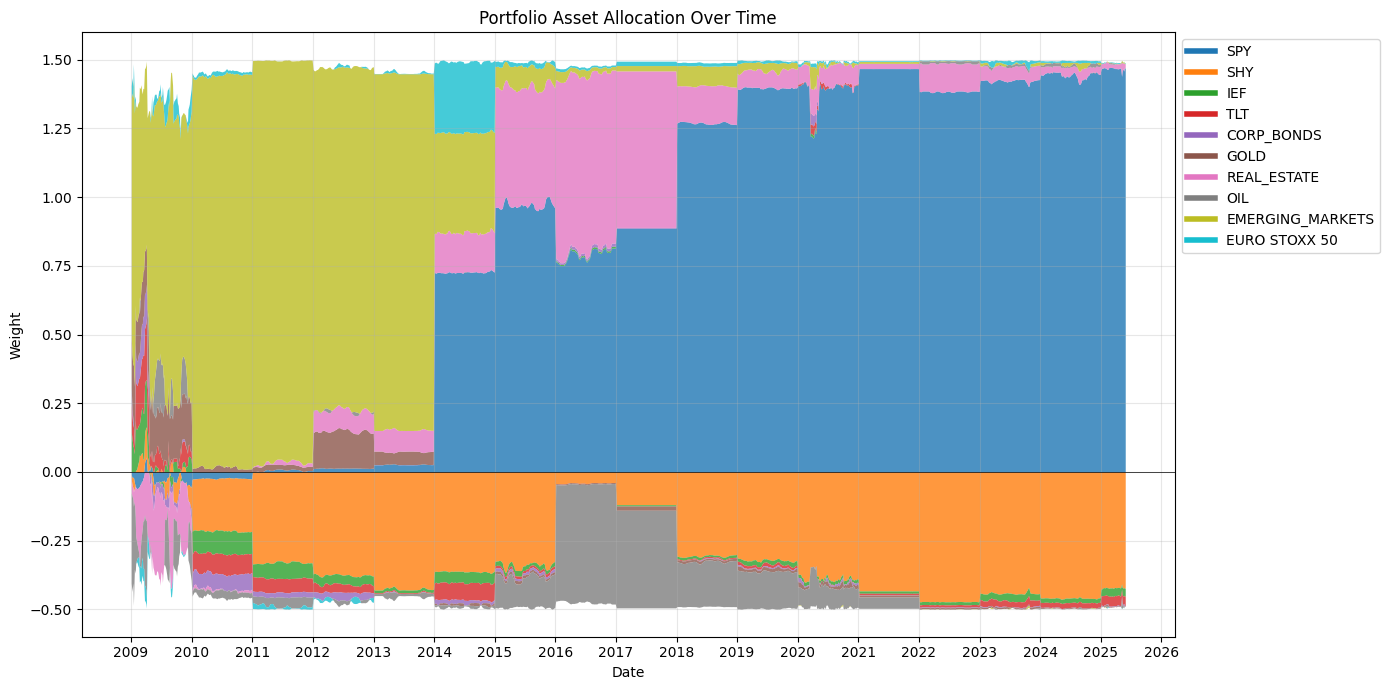 Portfolio Asset Allocation Over Time
1.50
1.25
1.00
0.75
0.50
0.25
0.00
−0.25
−0.50
Weight
2009 2010 2011 2012 2013 2014 2015 2016 2017 2018 2019 2020 2021 2022 2023 2024 2025 2026
Date
SPY
SHY
IEF
TLT
CORP_BONDS
GOLD
REAL_ESTATE
OIL
EMERGING_MARKETS
EURO STOXX 50